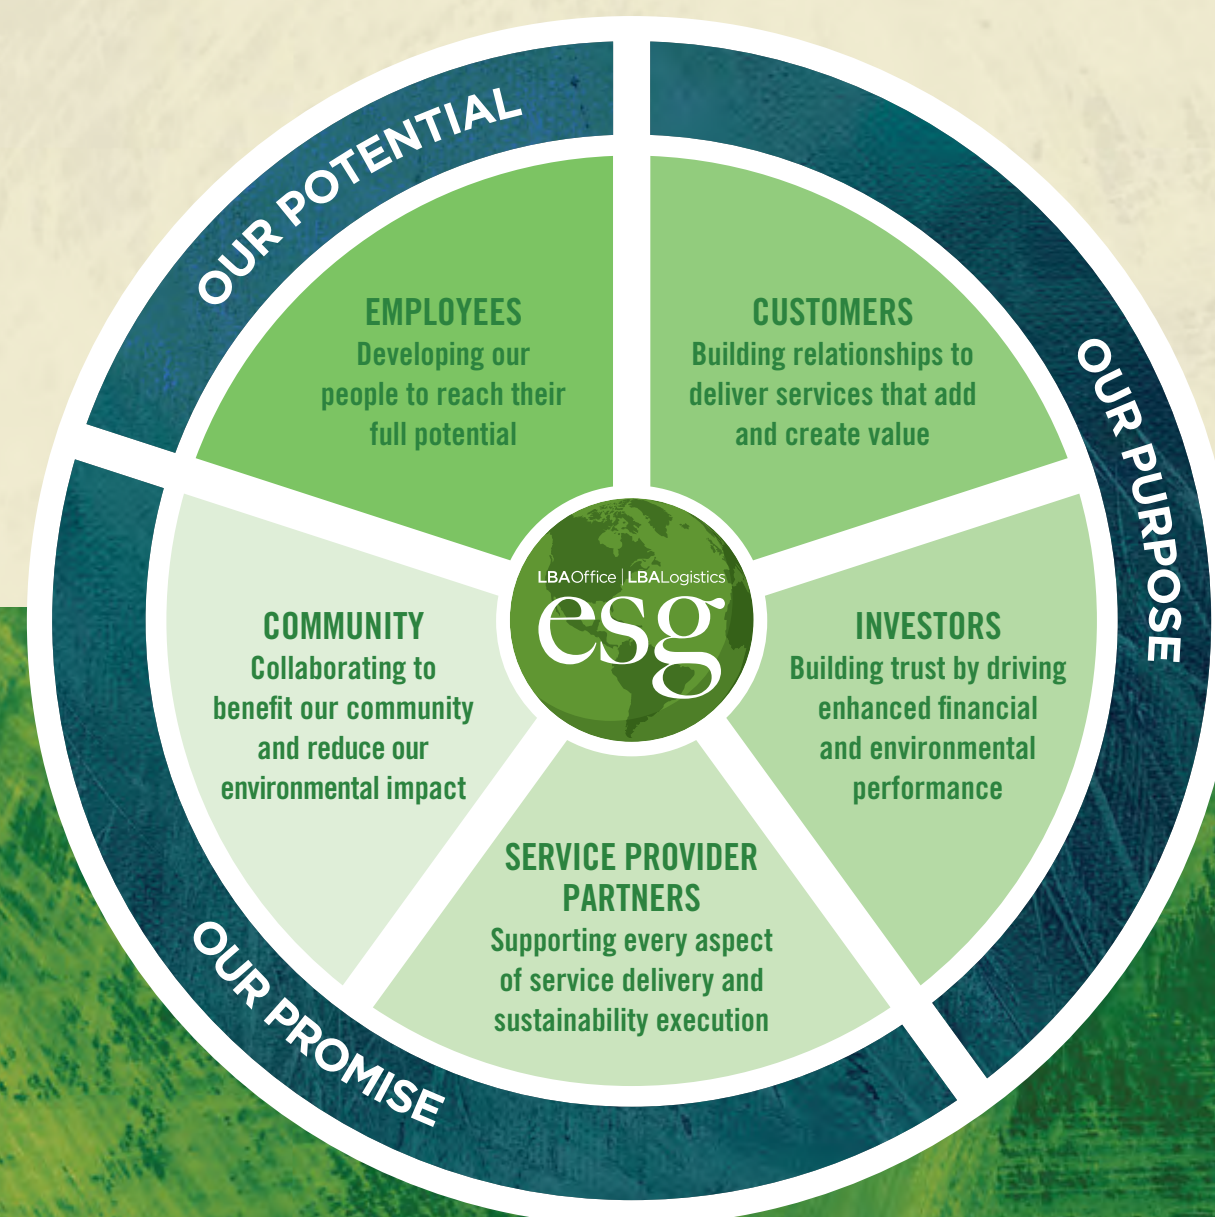 OUR POTENTIAL
EMPLOYEES
Developing our
people to reach their
full potential
CUSTOMERS
Building relationships to
deliver services that add
and create value
OUR PURPOSE
LBAOffice | LBALogistics
esg
COMMUNITY
Collaborating to
benefit our community
and reduce our
environmental impact
INVESTORS
Building trust by driving
enhanced financial
and environmental
performance
SERVICE PROVIDER
PARTNERS
Supporting every aspect
of service delivery and
sustainability execution
OUR PROMISE